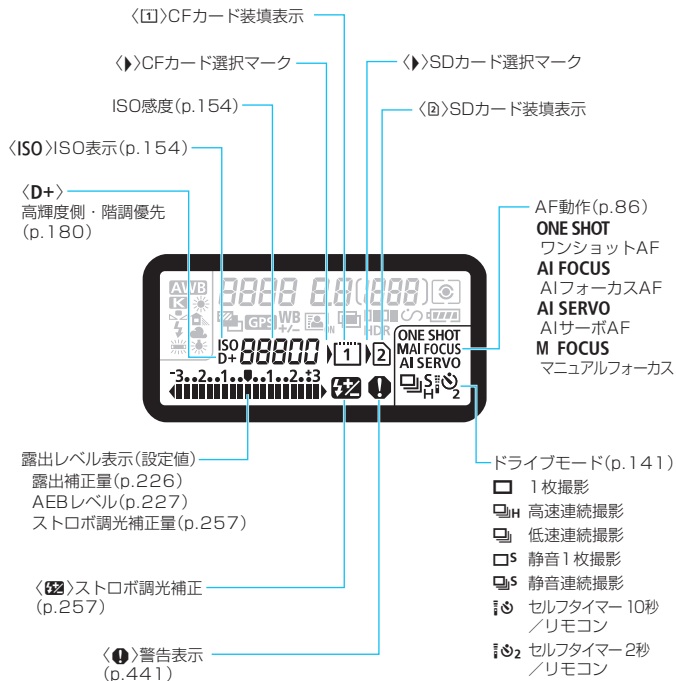 〈1〉CFカード装填表示
〈▶〉CFカード選択マーク
〈▶〉SDカード選択マーク
ISO感度(p.154)
〈2〉SDカード装填表示
〈ISO〉ISO表示(p.154)
〈D+〉
高輝度側・階調優先
(p.180)
AF動作(p.86)
ONE SHOT
ワンショットAF
AI FOCUS
AIフォーカスAF
AI SERVO
AIサーボAF
M FOCUS
マニュアルフォーカス
AWB
8888 8.8(888)
K
GPS WB +/- ON HDR
ISO
D+ 88800 1 2
ONE SHOT
MAI FOCUS
AI SERVO
-3..2..1..0..1..2..+3
S
H 2
露出レベル表示(設定値)
露出補正量(p.226)
AEBレベル(p.227)
ストロボ調光補正量(p.257)
ドライブモード(p.141)
1枚撮影
H 高速連続撮影
低速連続撮影
S 静音1枚撮影
S 静音連続撮影
セルフタイマー10秒
／リモコン
2 セルフタイマー2秒
／リモコン
〈〉ストロボ調光補正
(p.257)
〈!〉警告表示
(p.441)